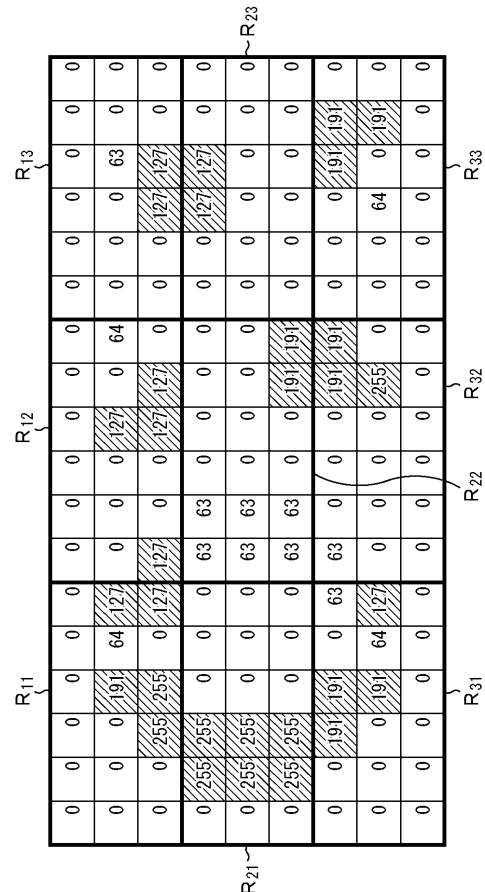 R11 R12 R13
0 0 0 0 0 0 0 0 0 0 0 0 0 0 0 0 0 0
0 0 0 191 64 127 0 0 0 127 0 64 0 0 0 63 0 0
0 0 255 255 0 127 127 0 0 127 127 0 0 0 127 127 0 0
0 255 255 0 0 0 63 63 0 0 0 0 0 0 127 127 0 0
R21 0 255 255 0 0 0 63 63 0 0 0 0 0 0 0 0 0 0 R23
0 255 255 0 0 0 63 63 0 0 191 191 0 0 0 0 0 0
0 0 191 191 0 63 63 0 0 0 191 191 0 0 0 191 191 0
0 0 0 191 64 127 0 0 0 0 255 0 0 0 64 0 191 0
0 0 0 0 0 0 0 0 0 0 0 0 0 0 0 0 0 0
R31 R22 R32 R33